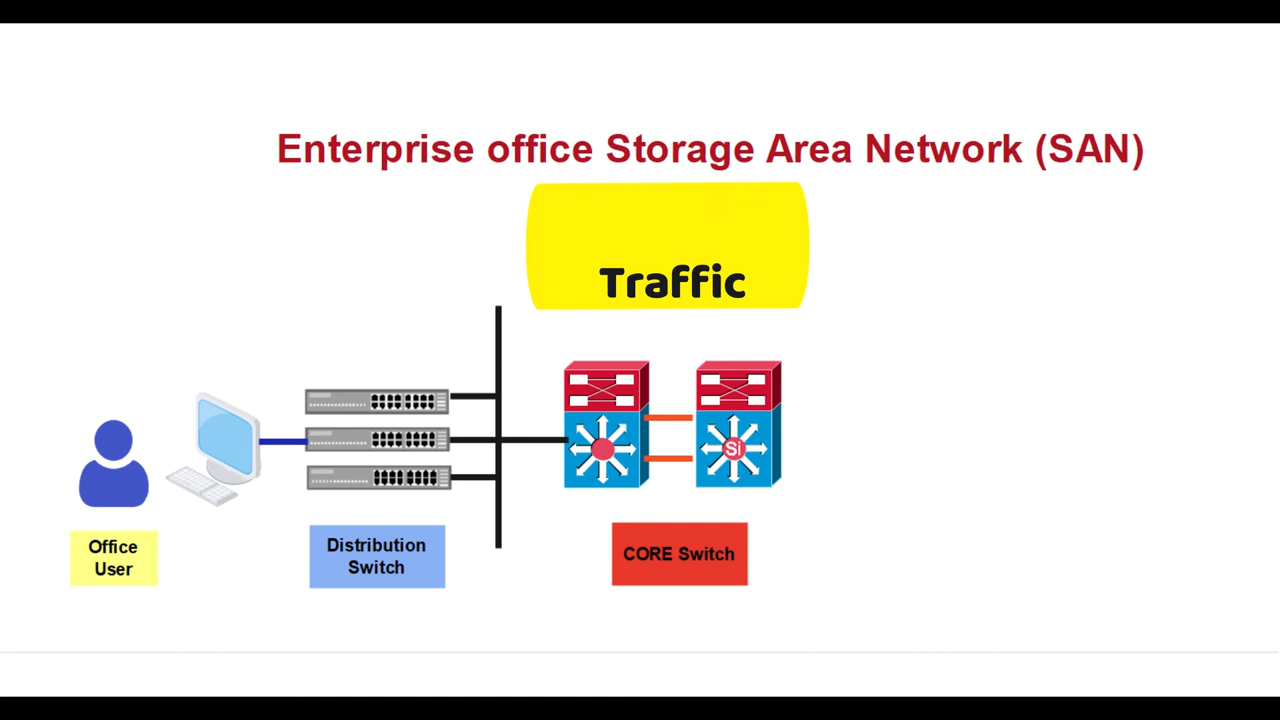 Enterprise office Storage Area Network (SAN)
Traffic
Si
Office
User
Distribution
Switch
CORE Switch